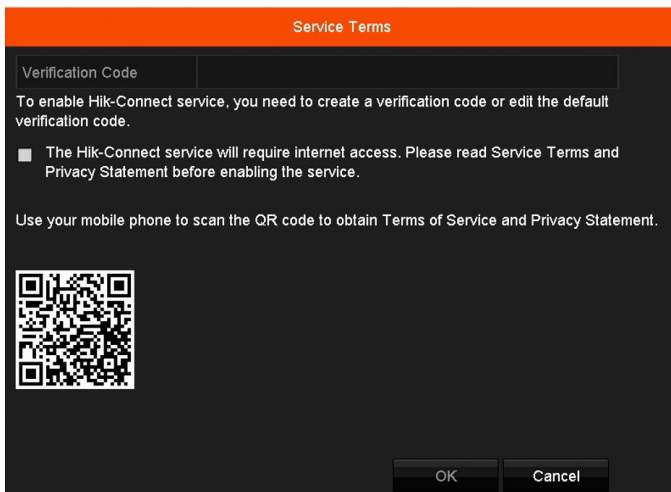 Service Terms
Verification Code
To enable Hik-Connect service, you need to create a verification code or edit the default
verification code.
The Hik-Connect service will require internet access. Please read Service Terms and
Privacy Statement before enabling the service.
Use your mobile phone to scan the QR code to obtain Terms of Service and Privacy Statement.
OK
Cancel